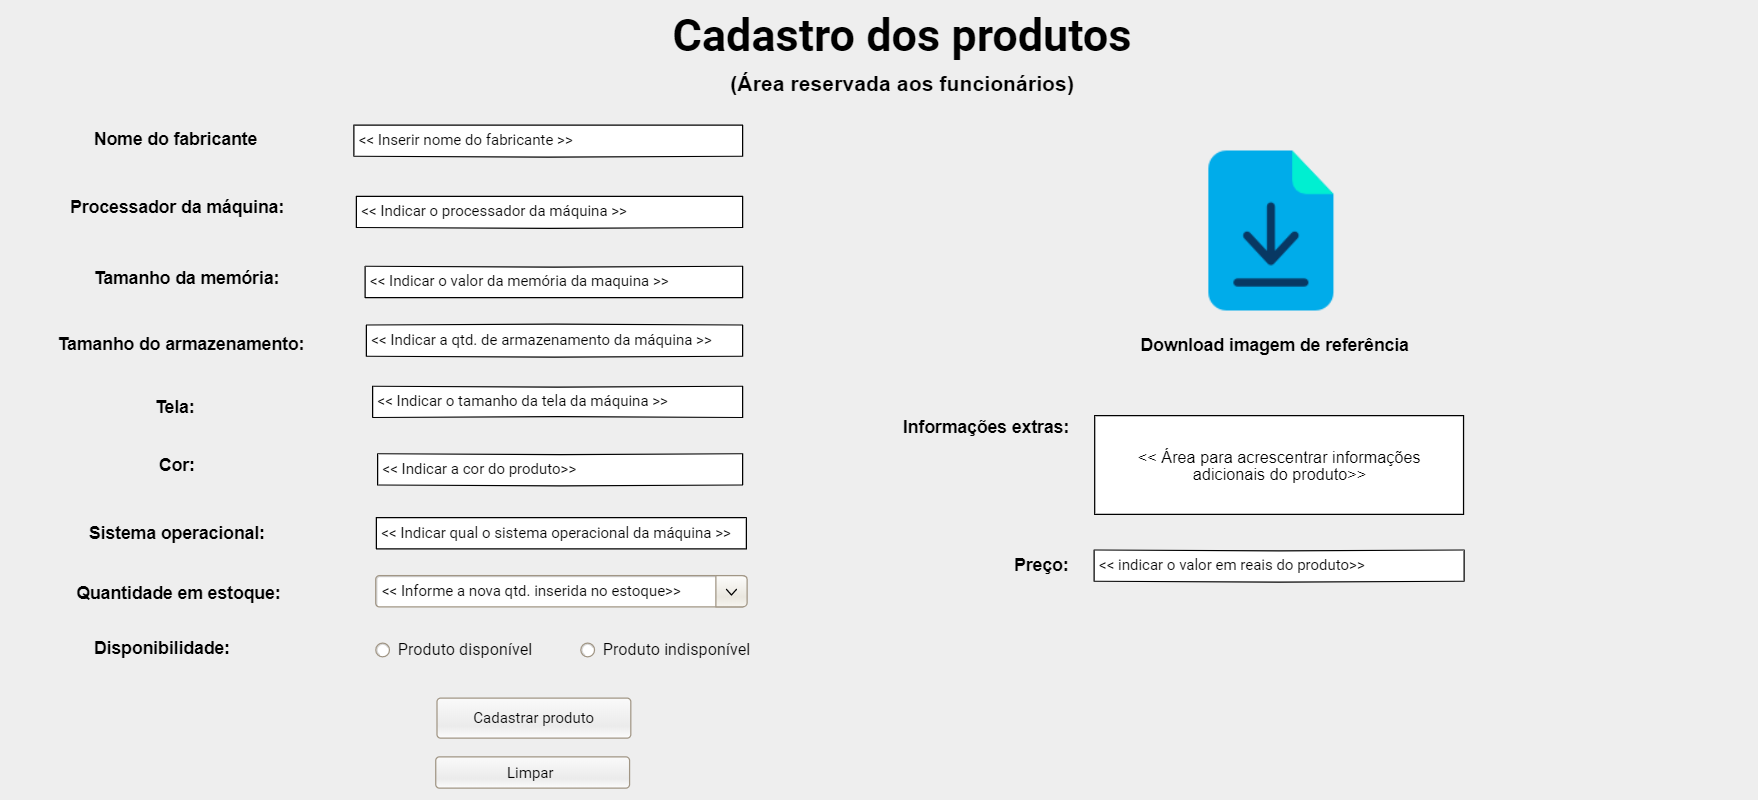 Cadastro dos produtos
(Área reservada aos funcionários)
Nome do fabricante
<< Inserir nome do fabricante >>
Processador da máquina:
<< Indicar o processador da máquina >>
Tamanho da memória:
<< Indicar o valor da memória da maquina >>
Tamanho do armazenamento:
<< Indicar a qtd. de armazenamento da máquina >>
Tela:
<< Indicar o tamanho da tela da máquina >>
Cor:
<< Indicar a cor do produto>>
Sistema operacional:
<< Indicar qual o sistema operacional da máquina >>
Quantidade em estoque:
<< Informe a nova qtd. inserida no estoque>>
Disponibilidade:
Produto disponível
Produto indisponível
Cadastrar produto
Limpar
Download imagem de referência
Informações extras:
<< Área para acrescentrar informações
adicionais do produto>>
Preço:
<< indicar o valor em reais do produto>>